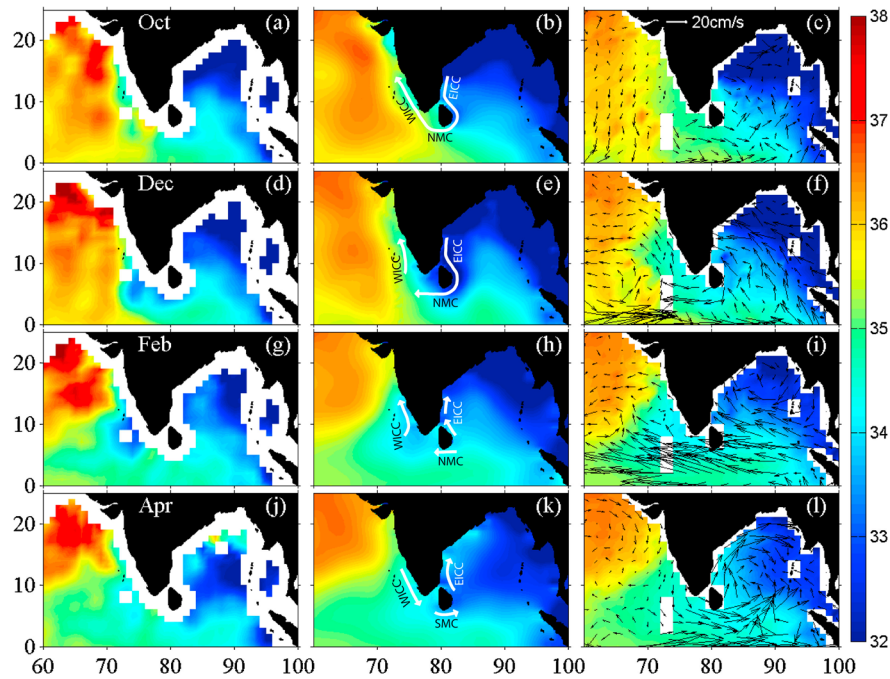 Oct (a) (b) (c) 20cm/s 38
20 37
10 WICC EICC
NMC
0
Dec (d) (e) (f) 36
20
10 WICC EICC
NMC
0 35
Feb (g) (h) (i)
20 34
10 WICC EICC
NMC
0
Apr (j) (k) (l) 33
20
10 WICC EICC
SMC
0 32
60 70 80 90 100 70 80 90 100 60 70 80 90 100